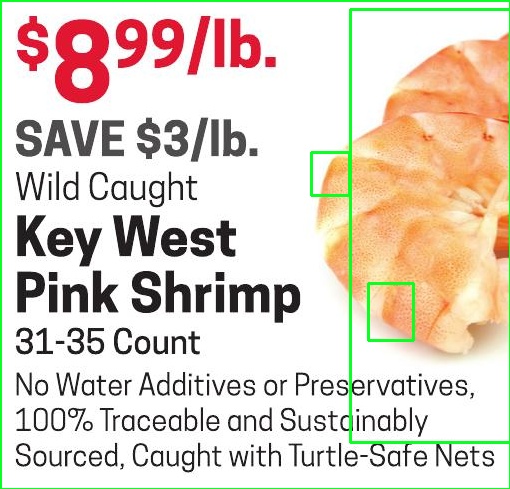 $8.99/lb.
SAVE $3/lb.
Wild Caught
Key West
Pink Shrimp
31-35 Count
No Water Additives or Preservatives,
100% Traceable and Sustainably
Sourced, Caught with Turtle-Safe Nets